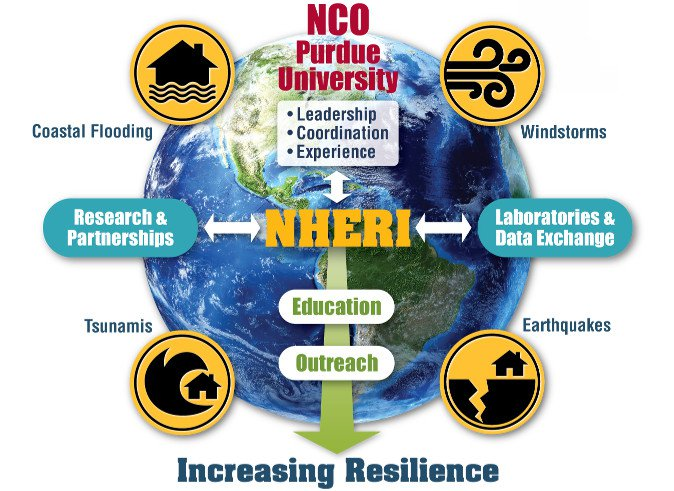 NCO
Purdue
University
• Leadership
• Coordination
• Experience
Coastal Flooding
Windstorms
Research &
Partnerships
NHERI
Laboratories &
Data Exchange
Education
Tsunamis
Earthquakes
Outreach
Increasing Resilience